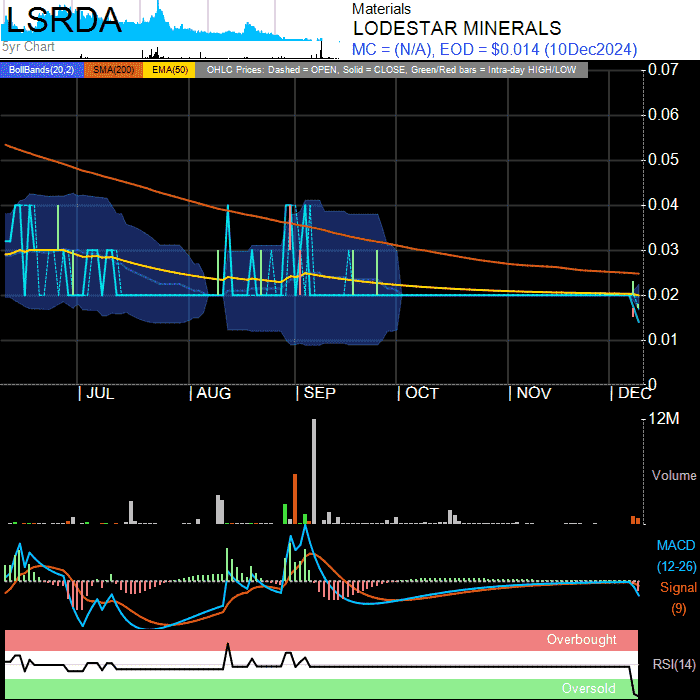 LSRDA
5yr Chart
Materials
LODESTAR MINERALS
MC = (N/A), EOD = $0.014 (10Dec2024)
BollBands(20,2) SMA(200) EMA(50) OHLC Prices: Dashed = OPEN, Solid = CLOSE, Green/Red bars = Intra-day HIGH/LOW
0.07
0.06
0.05
0.04
0.03
0.02
0.01
0
| JUL | AUG | SEP | OCT | NOV | DEC
12M
Volume
MACD
(12-26)
Signal
(9)
Overbought
RSI(14)
Oversold